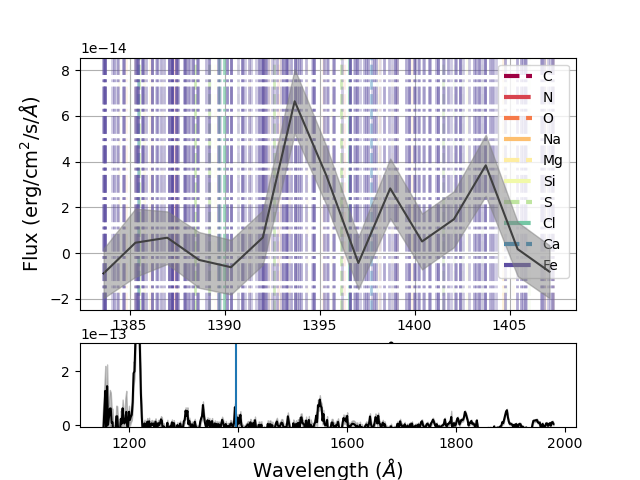 1e−14
8
6
4
2
0
−2
Flux (erg/cm²/s/Å)
C
N
O
Na
Mg
Si
S
Cl
Ca
Fe
1385 1390 1395 1400 1405
1e−13
2
0
1200 1400 1600 1800 2000
Wavelength (Å)